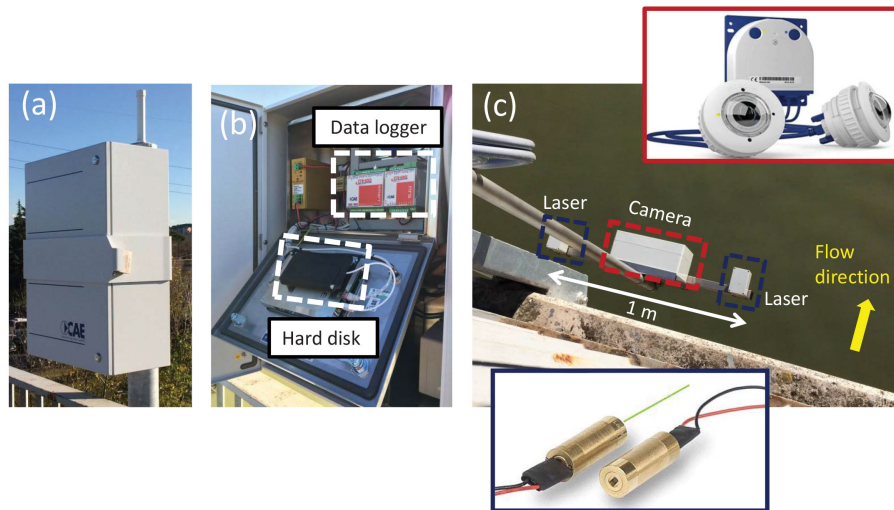 (a)
CAE
(b)
Data logger
Hard disk
(c)
Laser
Camera
Laser
1 m
Flow
direction